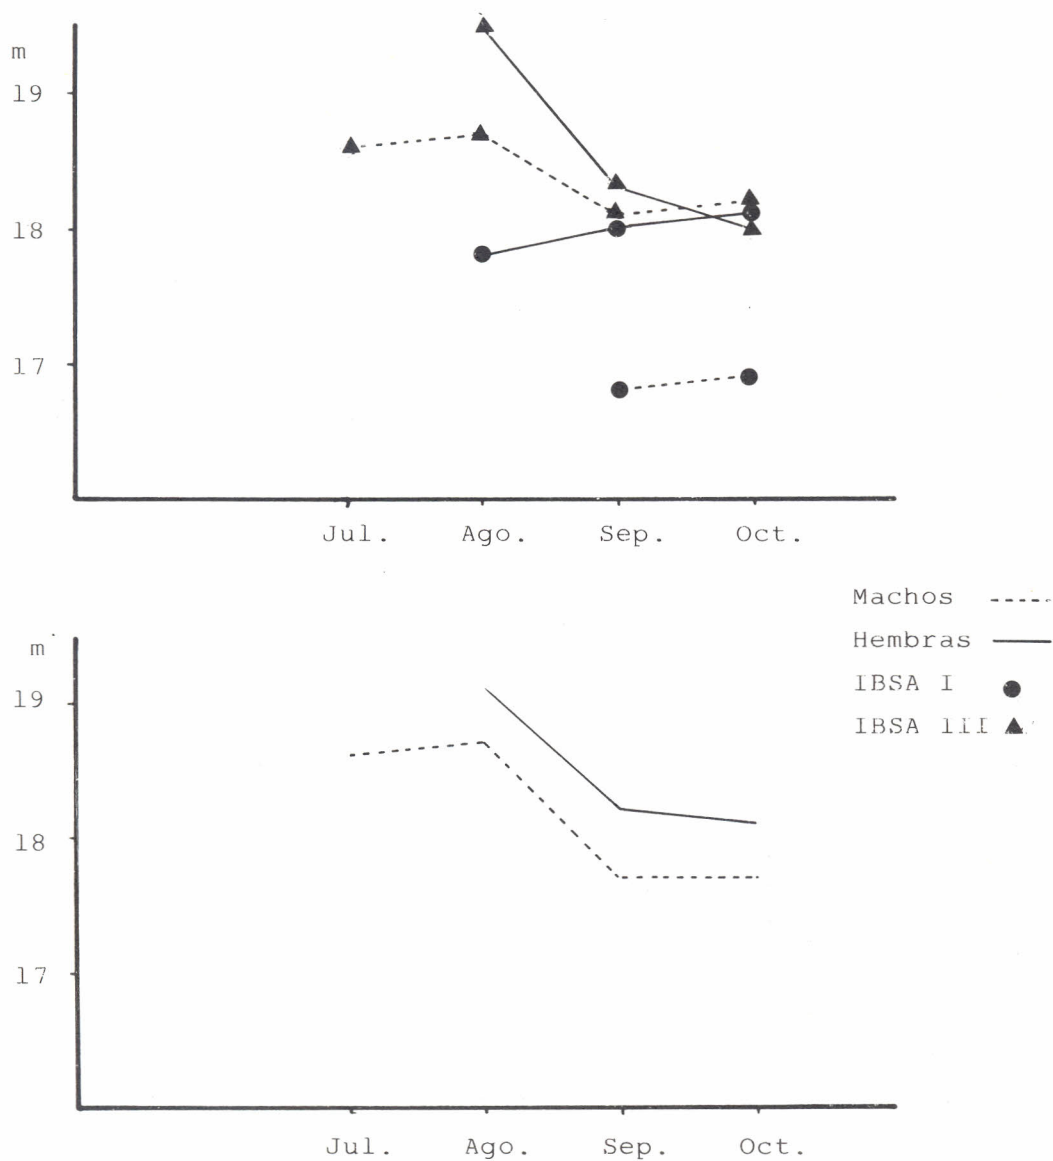 m
19
18
17
Jul. Ago. Sep. Oct.
Machos
Hembras
IBSA I
IBSA III
m
19
18
17
Jul. Ago. Sep. Oct.